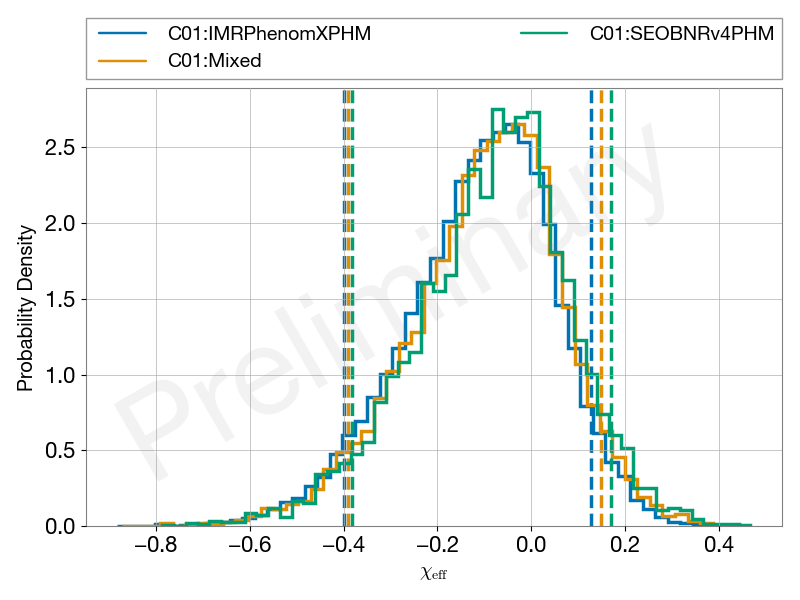 C01:IMRPhenomXPHM C01:SEOBNRv4PHM
C01:Mixed
Preliminary
Probability Density
2.5
2.0
1.5
1.0
0.5
0.0
−0.8 −0.6 −0.4 −0.2 0.0 0.2 0.4
χeff